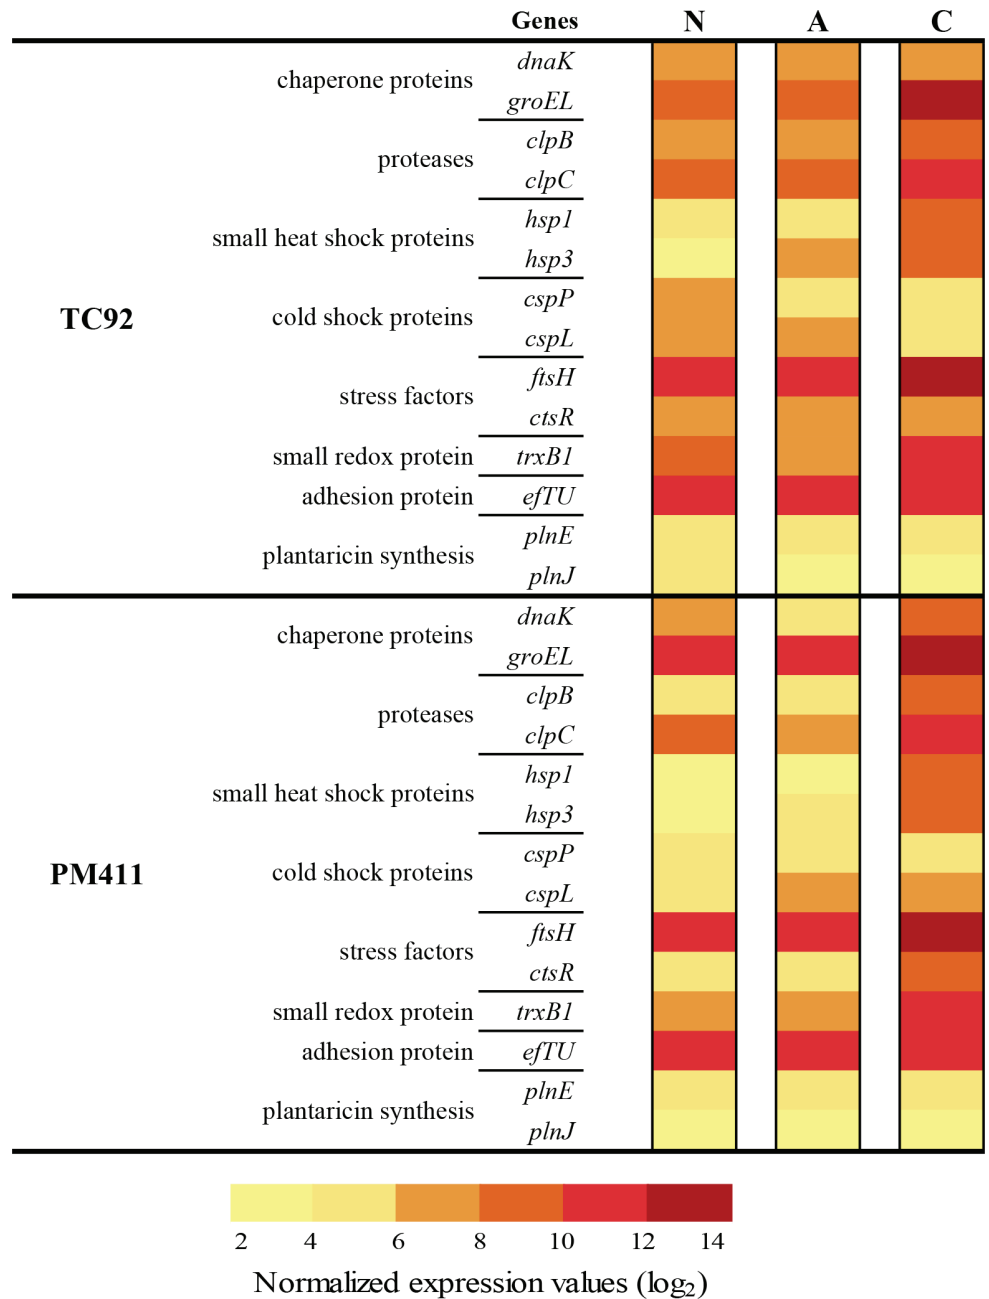 Genes N A C
dnaK
chaperone proteins
groEL
clpB
proteases
clpC
hsp1
small heat shock proteins
hsp3
cspP
cold shock proteins
cspL
TC92
ftsH
stress factors
ctsR
small redox protein trxB1
adhesion protein efTU
plnE
plantaricin synthesis
plnJ
dnaK
chaperone proteins
groEL
clpB
proteases
clpC
hsp1
small heat shock proteins
hsp3
cspP
cold shock proteins
cspL
PM411
ftsH
stress factors
ctsR
small redox protein trxB1
adhesion protein efTU
plnE
plantaricin synthesis
plnJ
2 4 6 8 10 12 14
Normalized expression values (log₂)